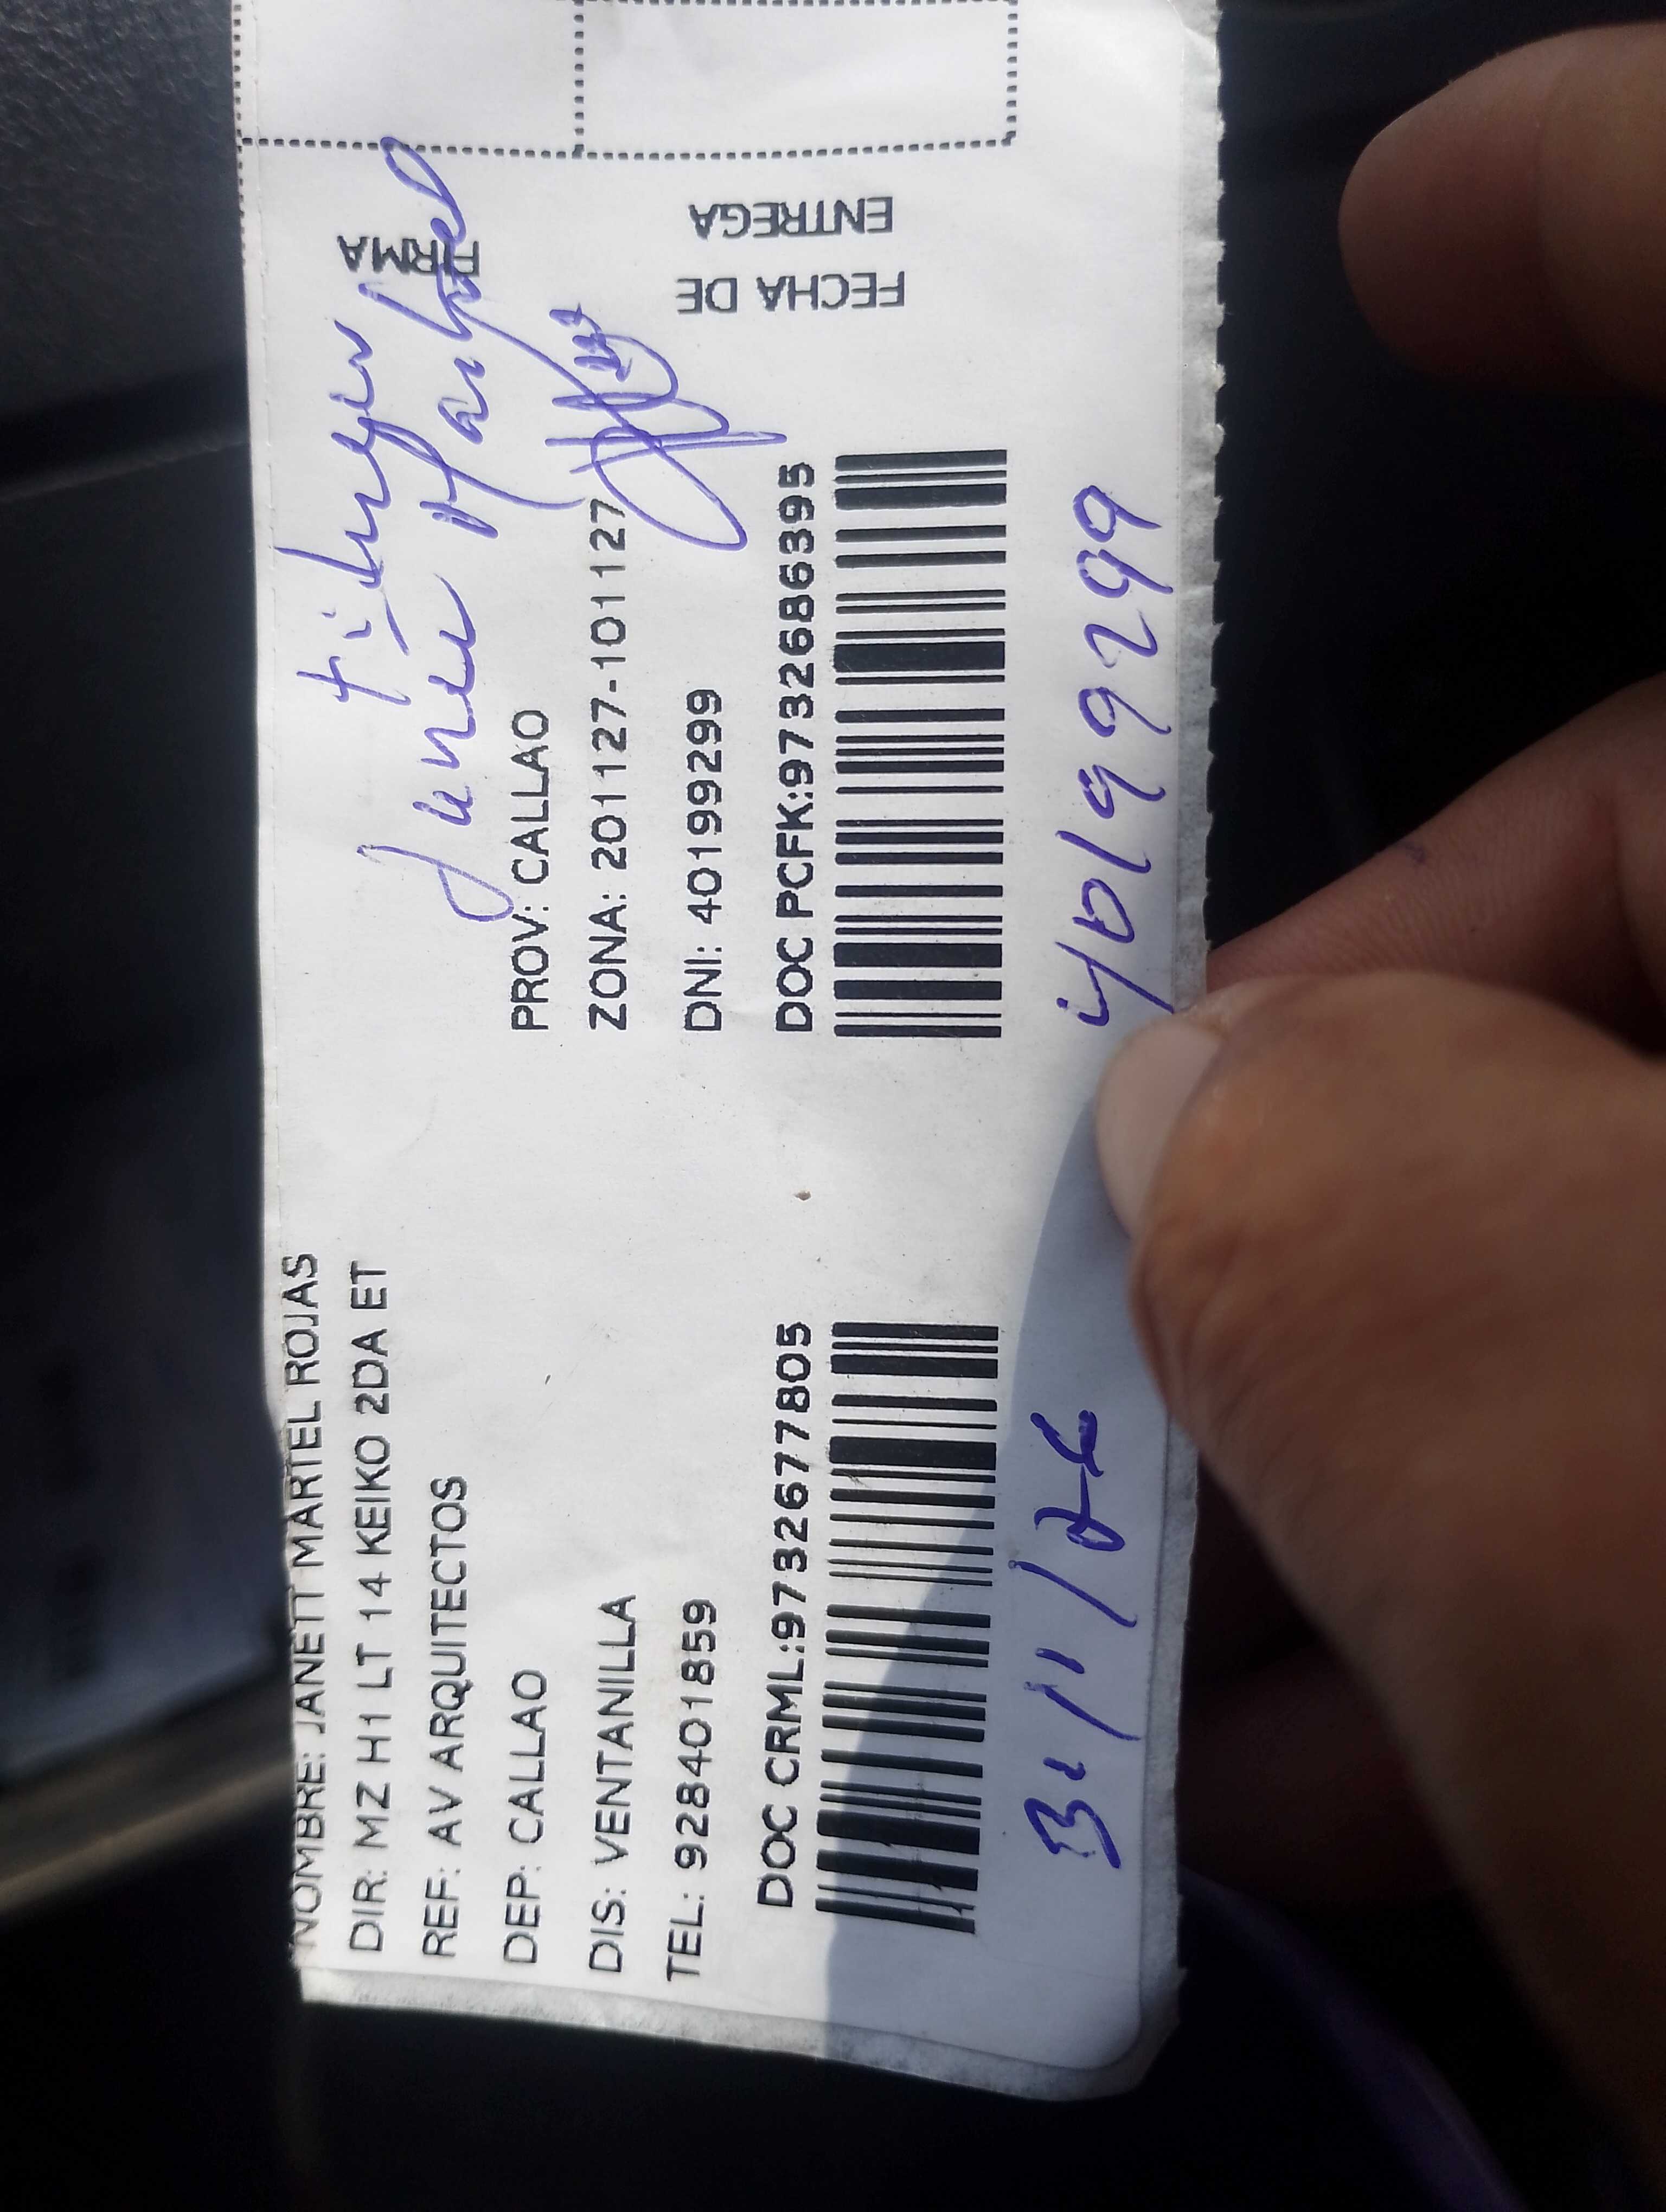 NOMBRE: JANETT MARTEL ROJAS
DIR: MZ H1 LT 14 KEIKO 2DA ET
REF: AV ARQUITECTOS
DEP: CALLAO
PROV: CALLAO
DIS: VENTANILLA
ZONA: 201127-101127
TEL: 928401859
DNI: 40199299
DOC CRML:9732677805
DOC PCFK:9732686395
40199299
FIRMA
FECHA DE
ENTREGA